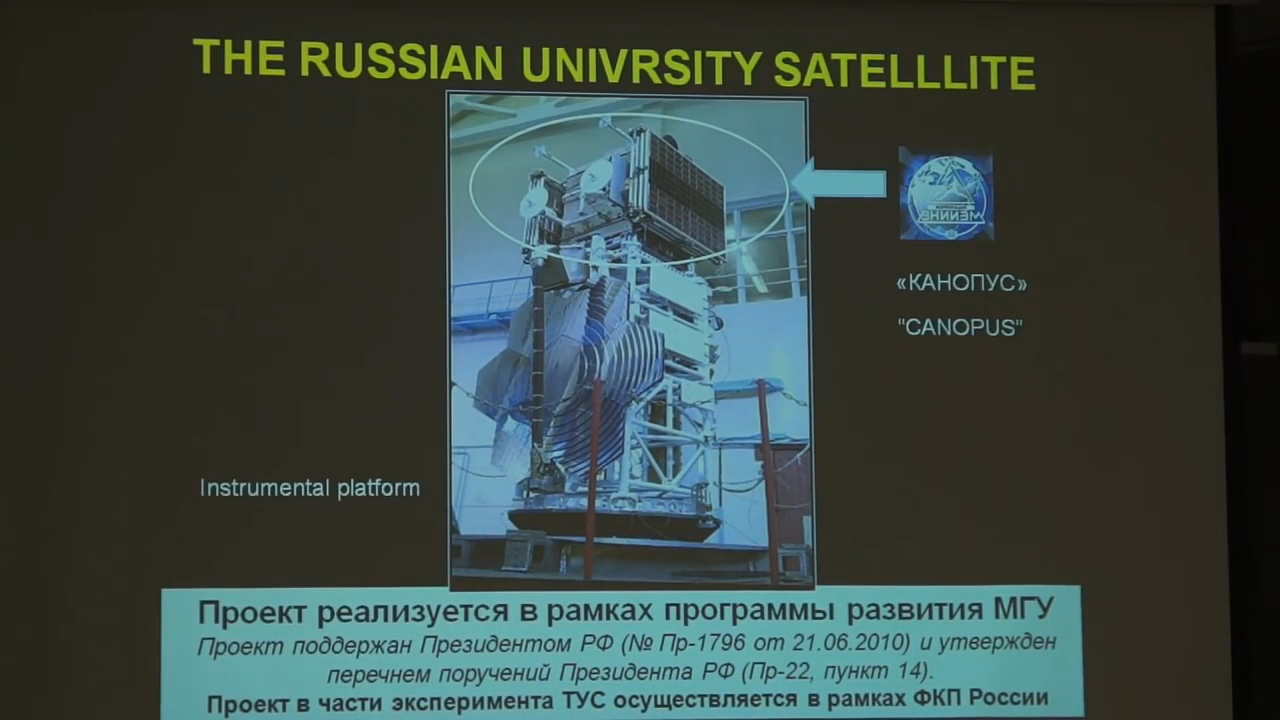 THE RUSSIAN UNIVRSITY SATELLLITE
ВНИИЭМ
«КАНОПУС»
“CANOPUS”
Instrumental platform
Проект реализуется в рамках программы развития МГУ
Проект поддержан Президентом РФ (№ Пр-1796 от 21.06.2010) и утвержден
перечнем поручений Президента РФ (Пр-22, пункт 14).
Проект в части эксперимента ТУС осуществляется в рамках ФКП России